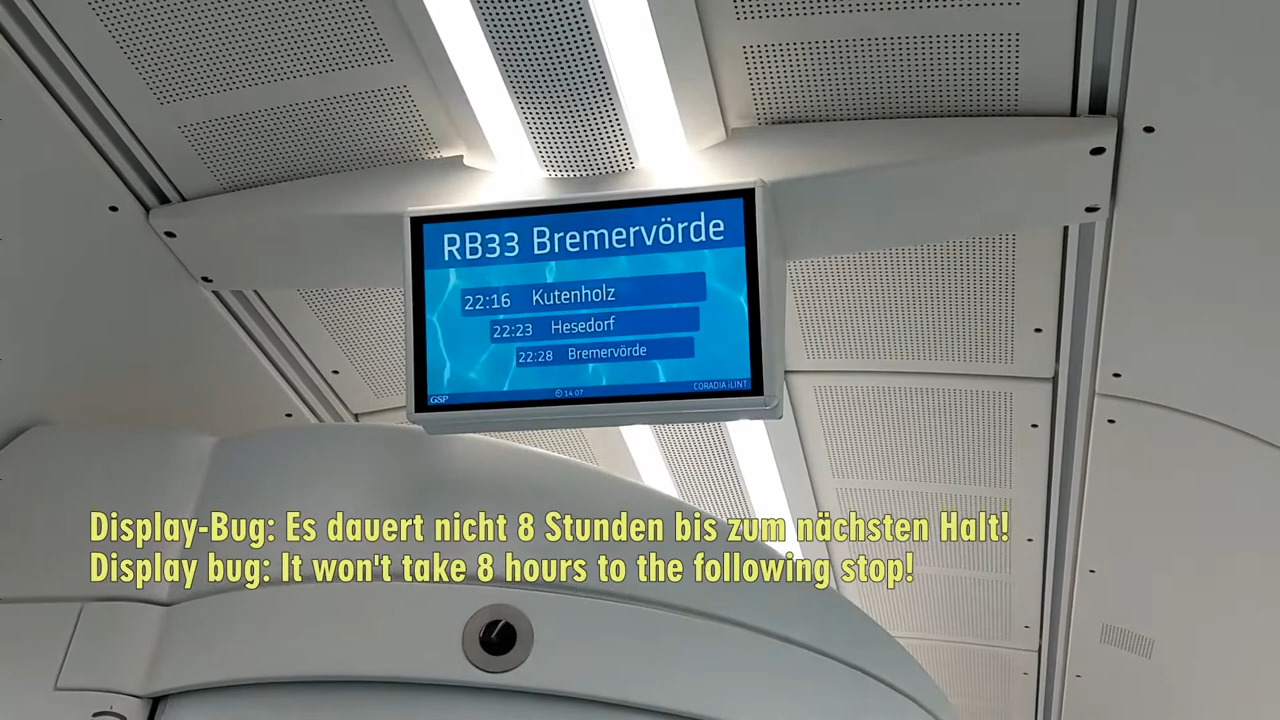 RB33 Bremervörde
22:16 Kutenholz
22:23 Hesedorf
22:28 Bremervörde
GSP 14 07 CORADIA iLINT
Display-Bug: Es dauert nicht 8 Stunden bis zum nächsten Halt!
Display bug: It won't take 8 hours to the following stop!